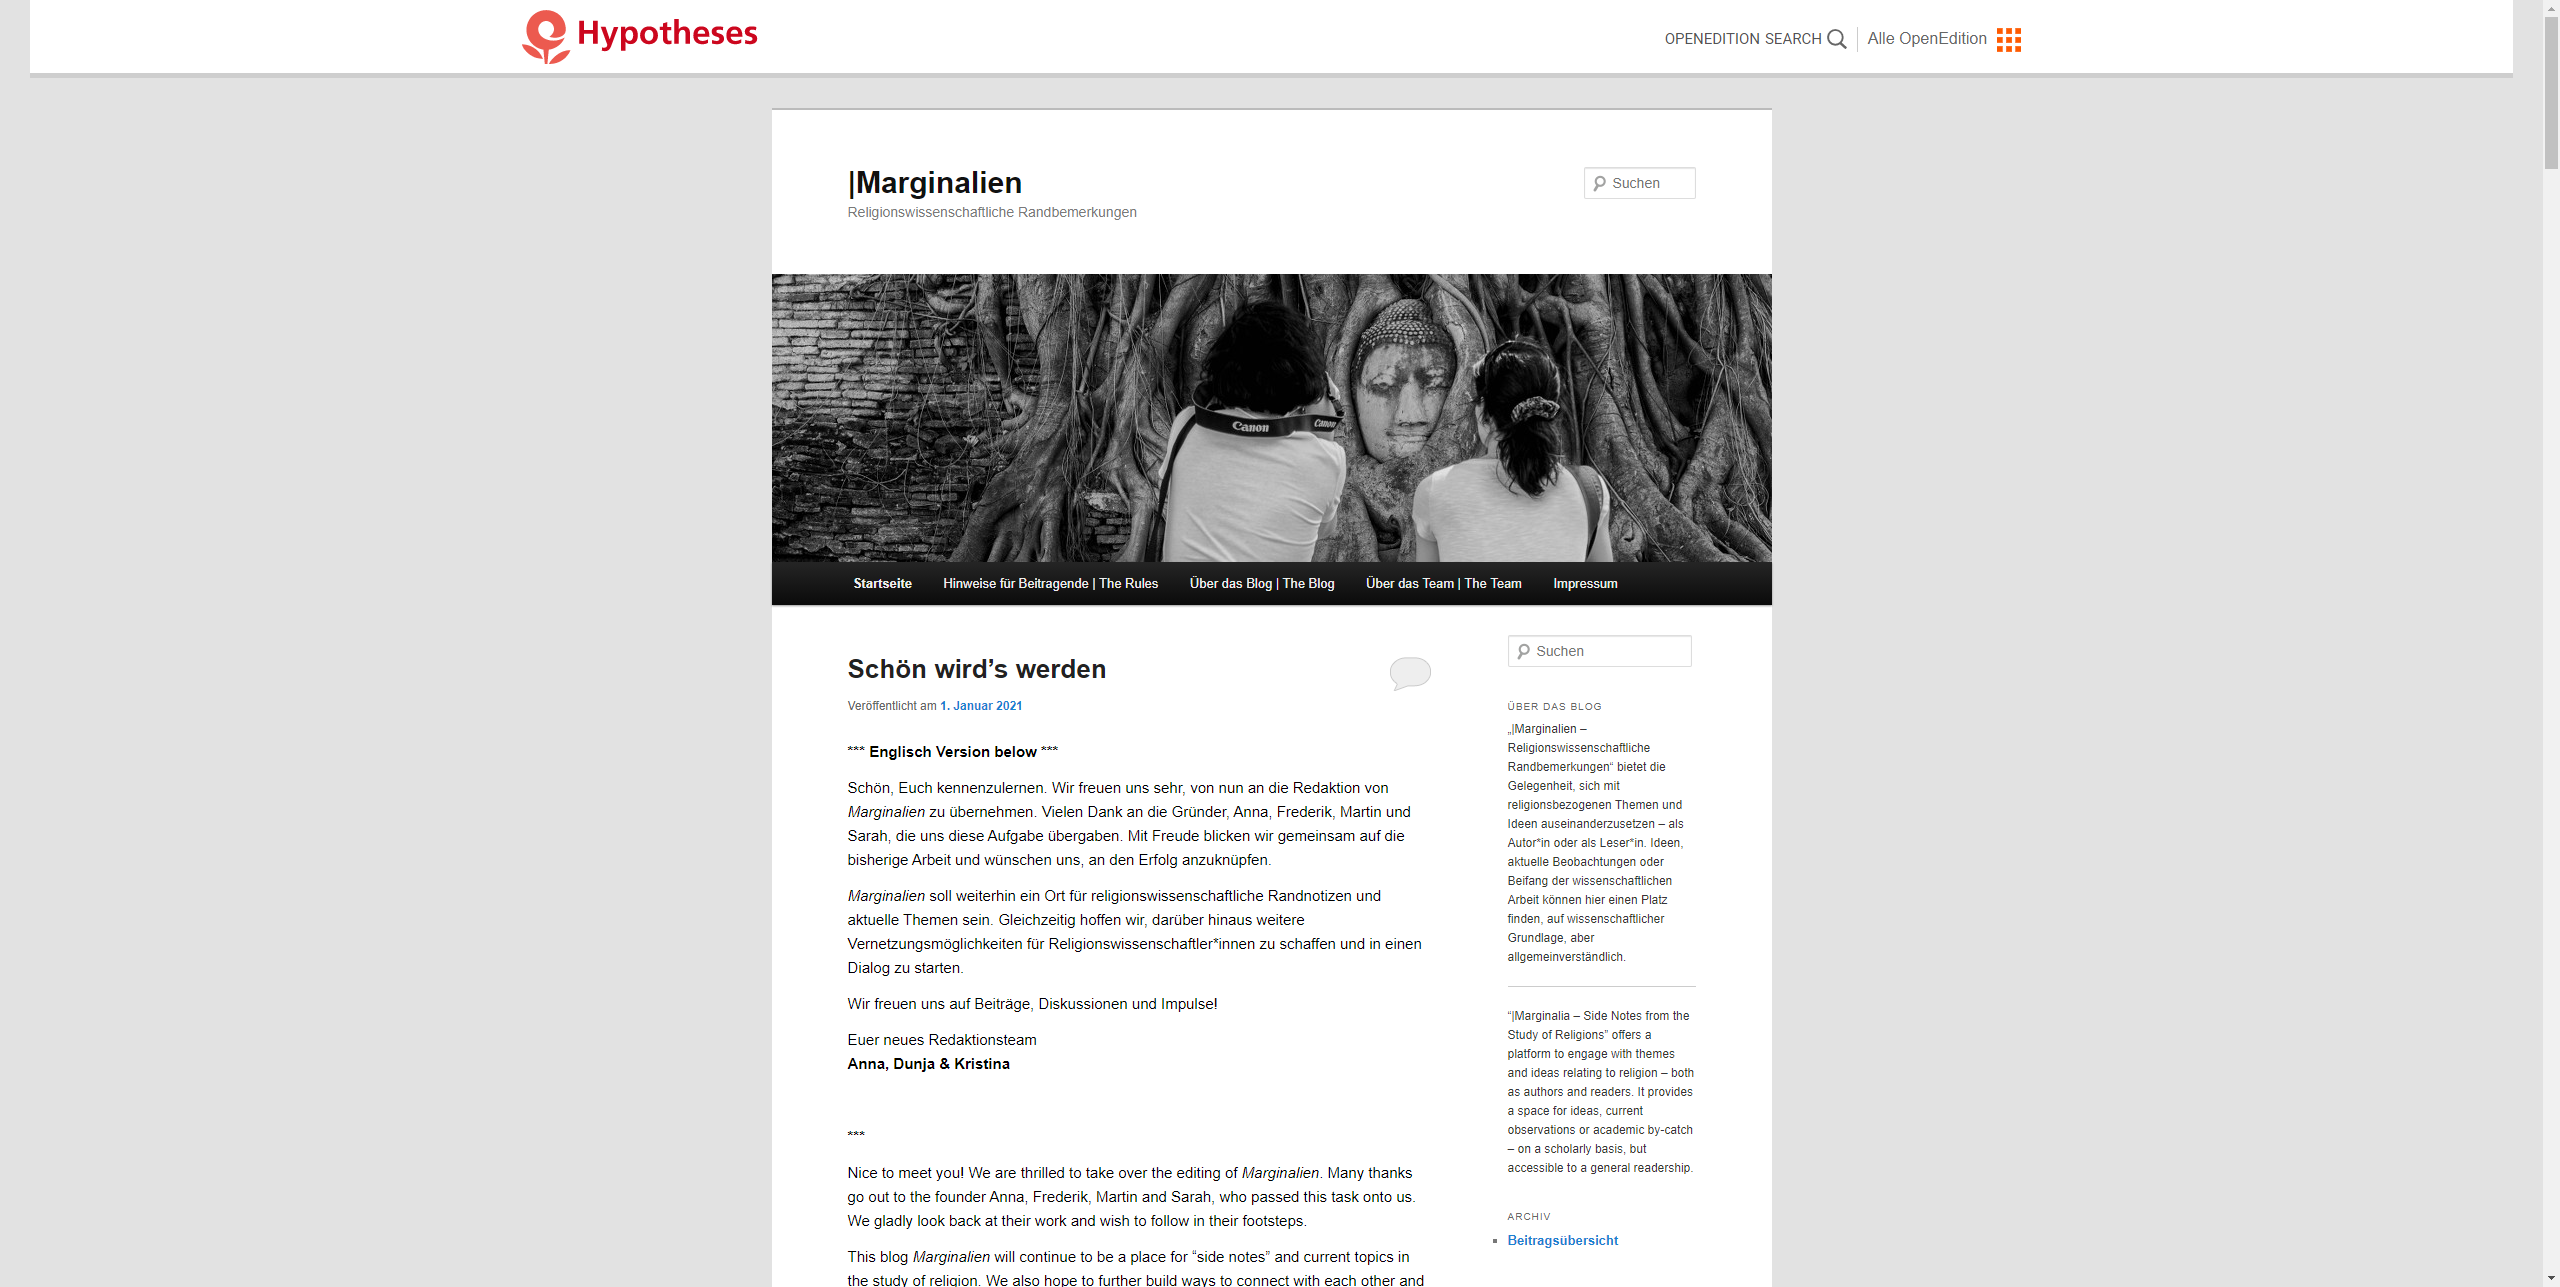 Hypotheses
OPENEDITION SEARCH
Alle OpenEdition
|Marginalien
Religionswissenschaftliche Randbemerkungen
Suchen
Canon
Canon
Startseite
Hinweise für Beitragende | The Rules
Über das Blog | The Blog
Über das Team | The Team
Impressum
Schön wird’s werden
Veröffentlicht am 1. Januar 2021
*** Englisch Version below ***
Schön, Euch kennenzulernen. Wir freuen uns sehr, von nun an die Redaktion von
Marginalien zu übernehmen. Vielen Dank an die Gründer, Anna, Frederik, Martin und
Sarah, die uns diese Aufgabe übergaben. Mit Freude blicken wir gemeinsam auf die
bisherige Arbeit und wünschen uns, an den Erfolg anzuknüpfen.
Marginalien soll weiterhin ein Ort für religionswissenschaftliche Randnotizen und
aktuelle Themen sein. Gleichzeitig hoffen wir, darüber hinaus weitere
Vernetzungsmöglichkeiten für Religionswissenschaftler*innen zu schaffen und in einen
Dialog zu starten.
Wir freuen uns auf Beiträge, Diskussionen und Impulse!
Euer neues Redaktionsteam
Anna, Dunja & Kristina
***
Nice to meet you! We are thrilled to take over the editing of Marginalien. Many thanks
go out to the founder Anna, Frederik, Martin and Sarah, who passed this task onto us.
We gladly look back at their work and wish to follow in their footsteps.
This blog Marginalien will continue to be a place for “side notes” and current topics in
the study of religion. We also hope to further build ways to connect with each other and
Suchen
ÜBER DAS BLOG
„|Marginalien –
Religionswissenschaftliche
Randbemerkungen“ bietet die
Gelegenheit, sich mit
religionsbezogenen Themen und
Ideen auseinanderzusetzen – als
Autor*in oder als Leser*in. Ideen,
aktuelle Beobachtungen oder
Beifang der wissenschaftlichen
Arbeit können hier einen Platz
finden, auf wissenschaftlicher
Grundlage, aber
allgemeinverständlich.
“|Marginalia – Side Notes from the
Study of Religions” offers a
platform to engage with themes
and ideas relating to religion – both
as authors and readers. It provides
a space for ideas, current
observations or academic by-catch
– on a scholarly basis, but
accessible to a general readership.
ARCHIV
Beitragsübersicht